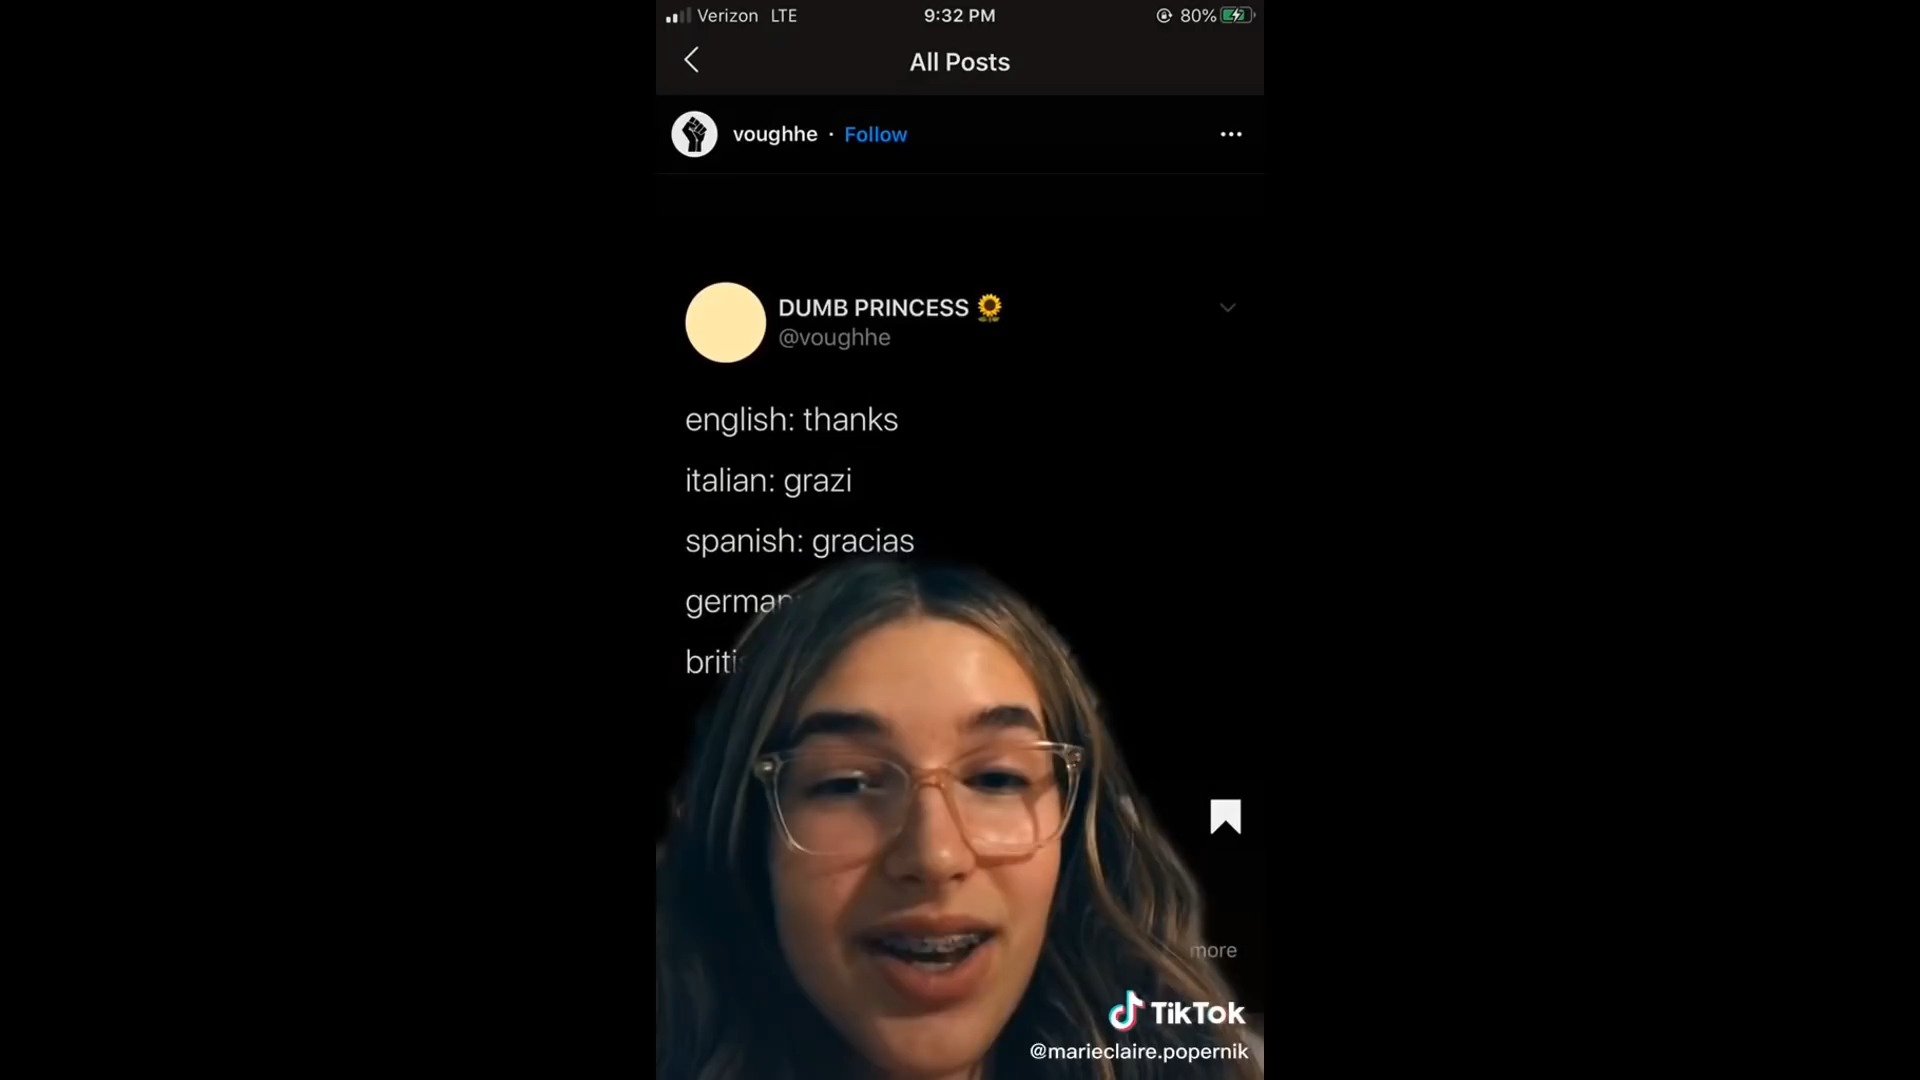 Verizon LTE 9:32 PM 80%
All Posts
voughhe · Follow
DUMB PRINCESS 🌻
@voughhe
english: thanks
italian: grazi
spanish: gracias
german:
more
TikTok
@marieclaire.popernik